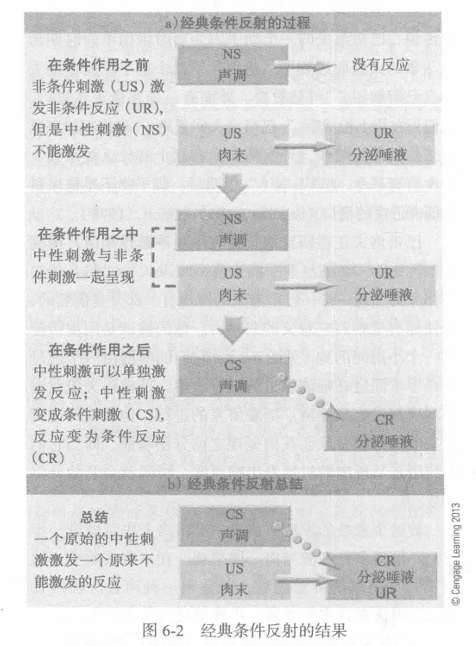 a)经典条件反射的过程
在条件作用之前
非条件刺激(US)激
发非条件反应(UR),
但是中性刺激(NS)
不能激发
NS
声调
没有反应
US
肉末
UR
分泌唾液
在条件作用之中
中性刺激与非条
件刺激一起呈现
NS
声调
US
肉末
UR
分泌唾液
在条件作用之后
中性刺激可以单独激
发反应;中性刺激
变成条件刺激(CS),
反应变为条件反应
(CR)
CS
声调
CR
分泌唾液
b)经典条件反射总结
总结
一个原始的中性刺
激激发一个原来不
能激发的反应
CS
声调
US
肉末
CR
分泌唾液
UR
© Cengage Learning 2013
图 6-2 经典条件反射的结果